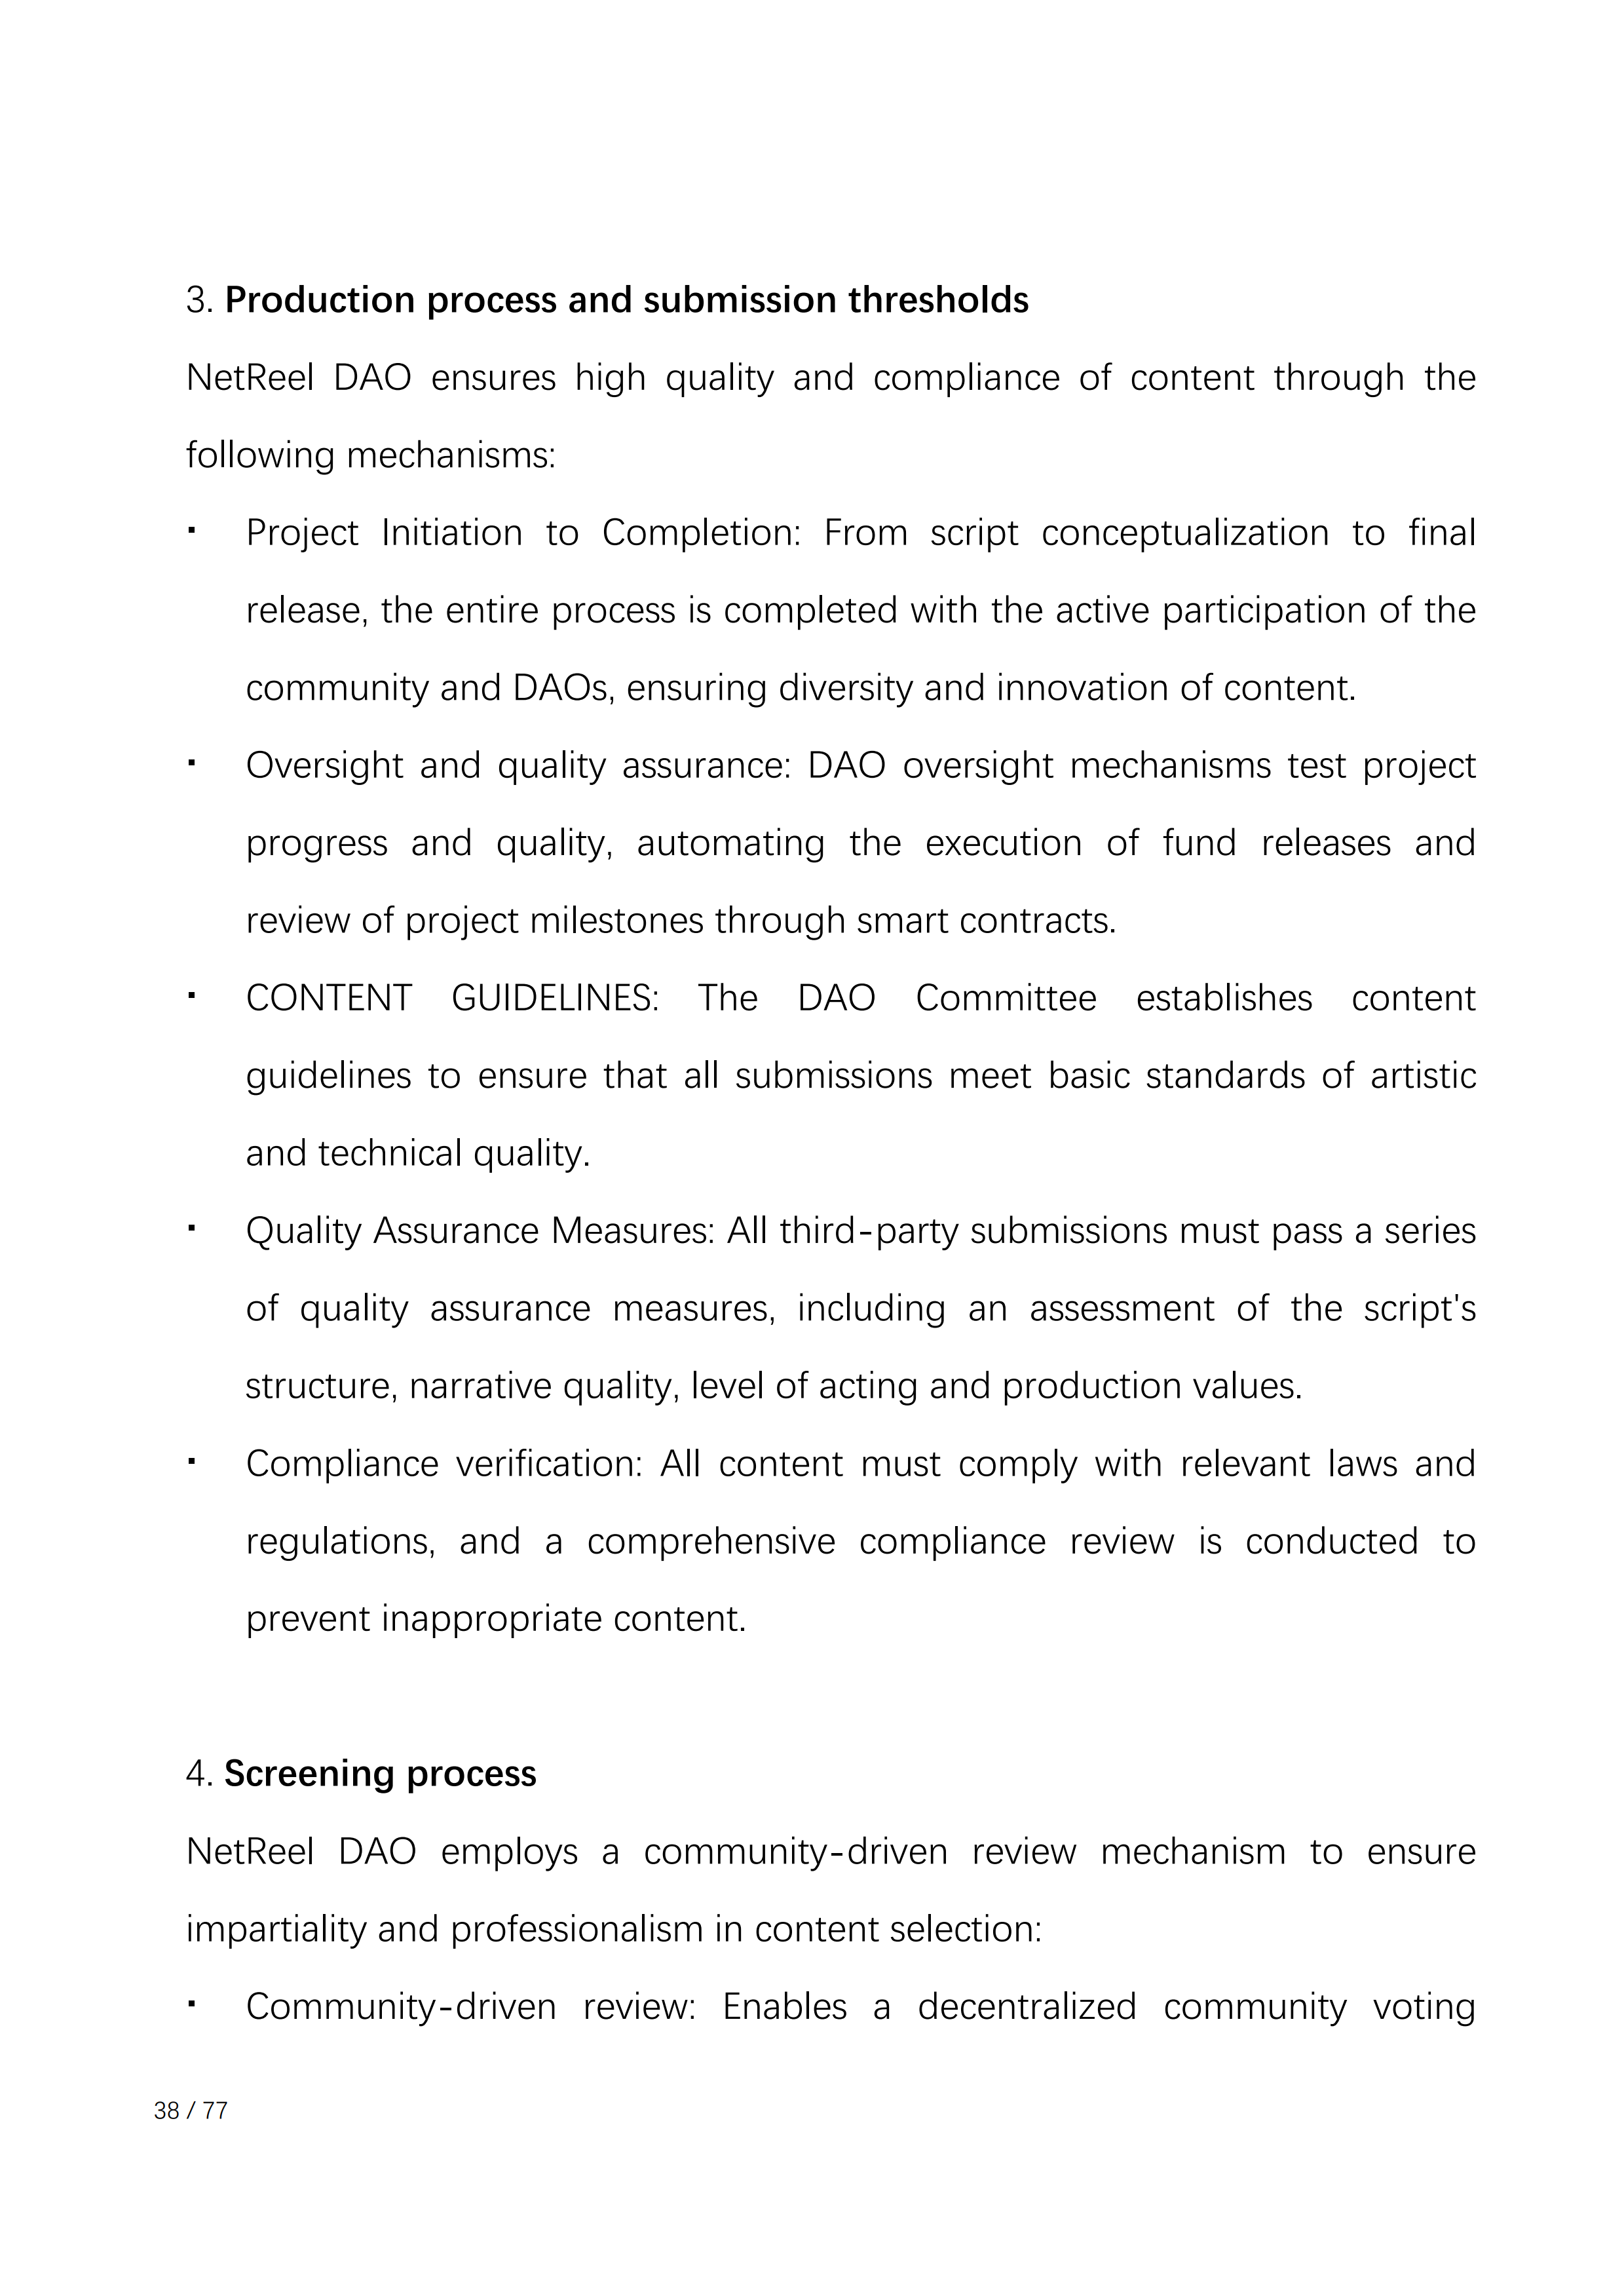 3. Production process and submission thresholds
NetReel DAO ensures high quality and compliance of content through the
following mechanisms:
▪ Project Initiation to Completion: From script conceptualization to final
release, the entire process is completed with the active participation of the
community and DAOs, ensuring diversity and innovation of content.
▪ Oversight and quality assurance: DAO oversight mechanisms test project
progress and quality, automating the execution of fund releases and
review of project milestones through smart contracts.
▪ CONTENT GUIDELINES: The DAO Committee establishes content
guidelines to ensure that all submissions meet basic standards of artistic
and technical quality.
▪ Quality Assurance Measures: All third-party submissions must pass a series
of quality assurance measures, including an assessment of the script's
structure, narrative quality, level of acting and production values.
▪ Compliance verification: All content must comply with relevant laws and
regulations, and a comprehensive compliance review is conducted to
prevent inappropriate content.
4. Screening process
NetReel DAO employs a community-driven review mechanism to ensure
impartiality and professionalism in content selection:
▪ Community-driven review: Enables a decentralized community voting
38 / 77